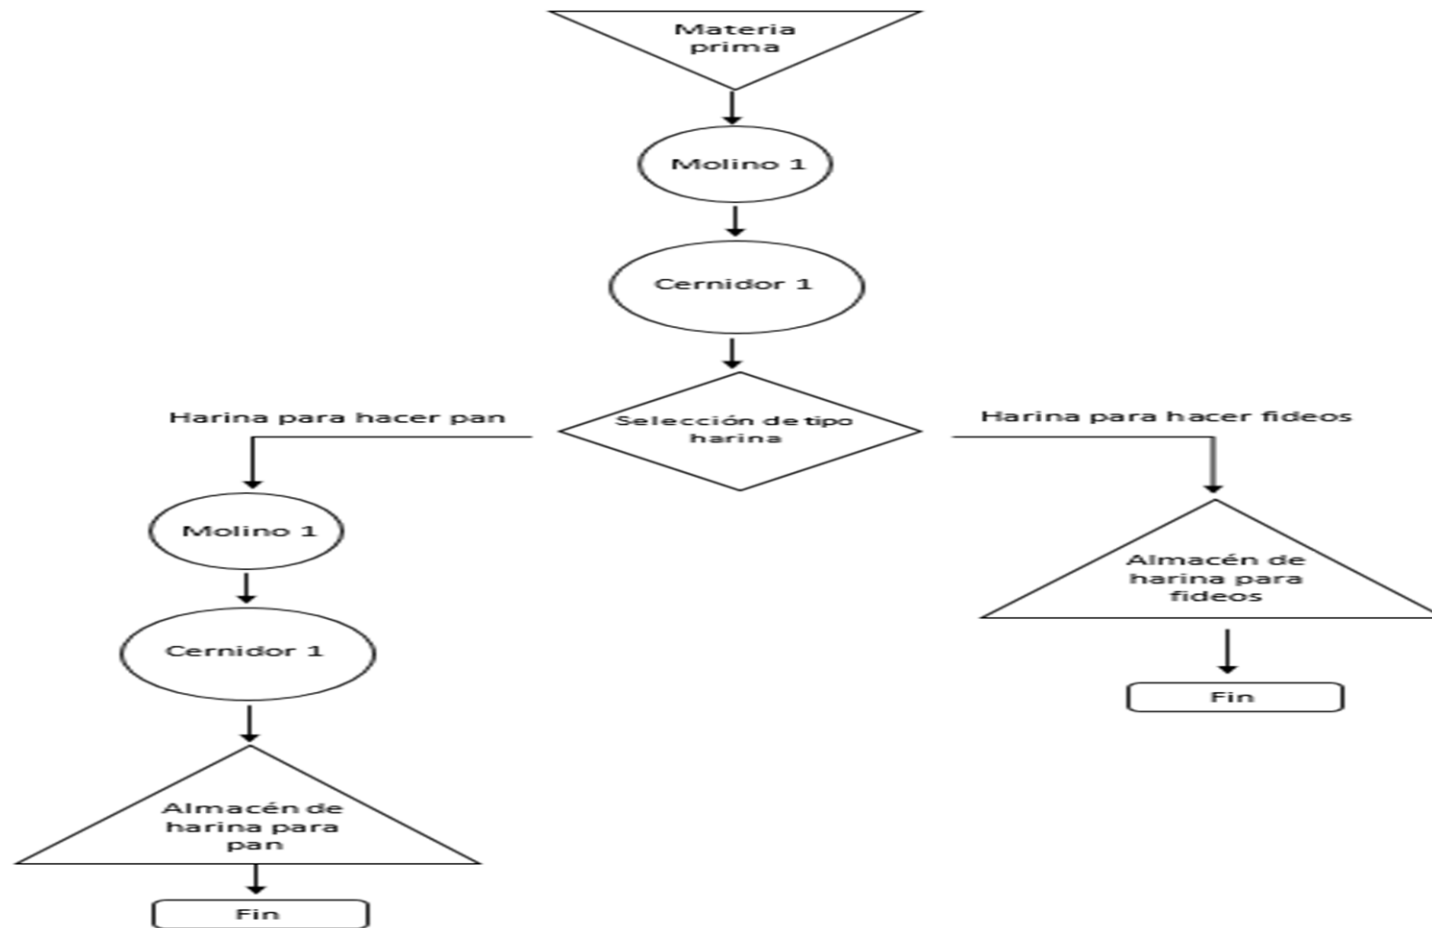 Materia
prima
Molino 1
Cernidor 1
Selección de tipo
harina
Harina para hacer pan
Harina para hacer fideos
Molino 1
Cernidor 1
Almacén de
harina para
pan
Fin
Almacén de
harina para
fideos
Fin